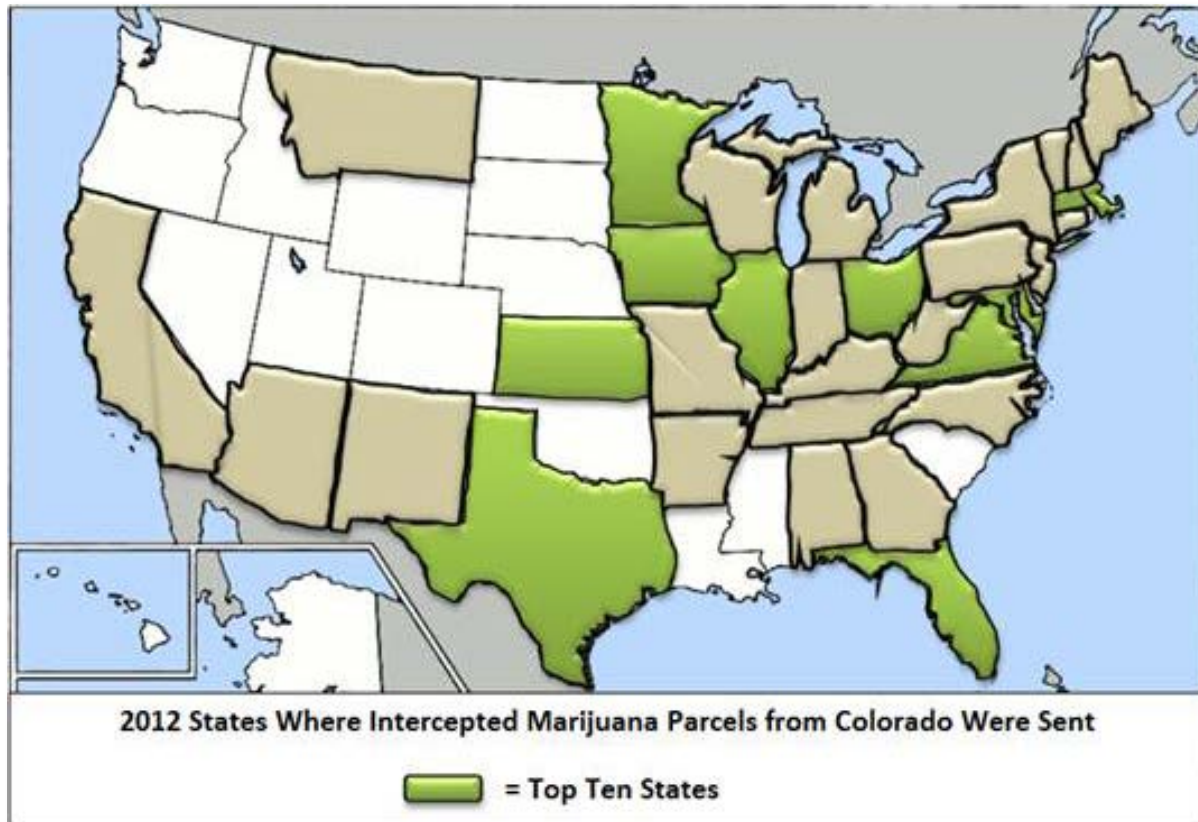 2012 States Where Intercepted Marijuana Parcels from Colorado Were Sent
= Top Ten States